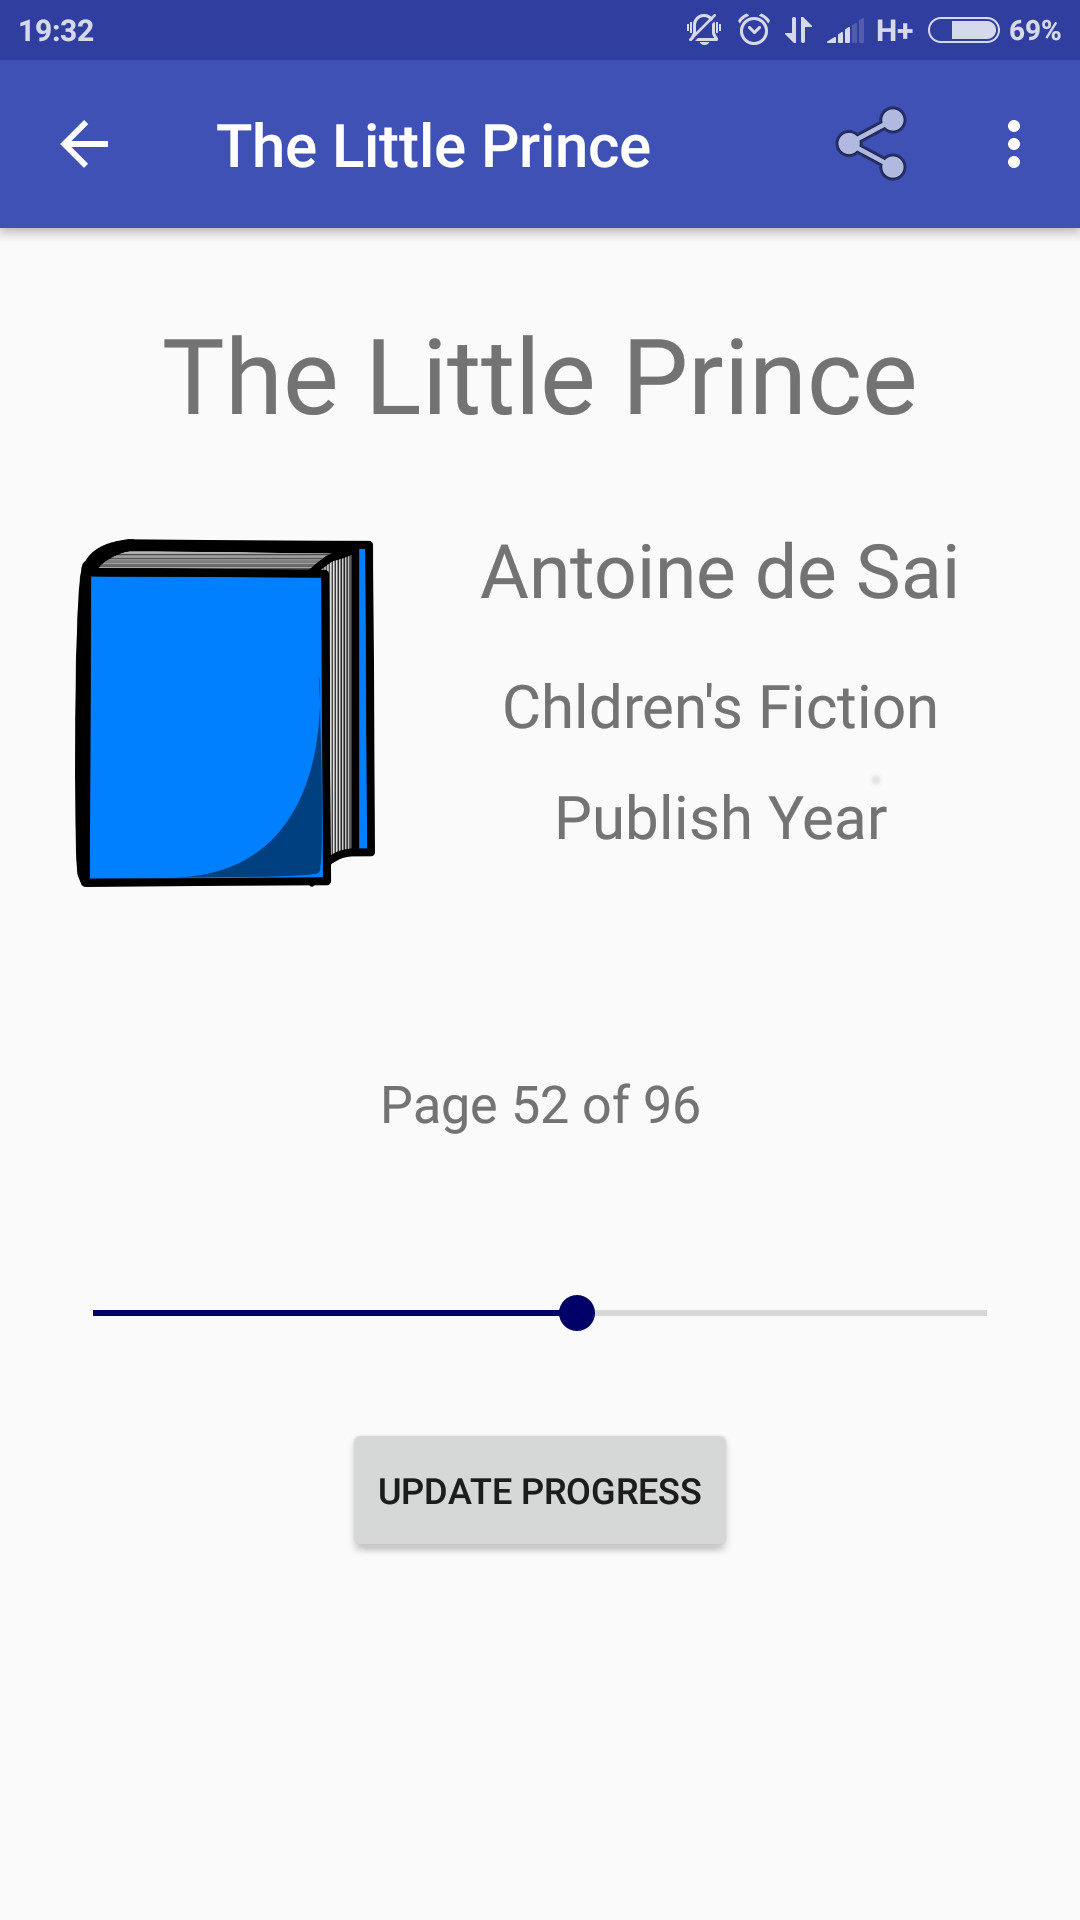 19:32 H+ 69%
The Little Prince
The Little Prince
Antoine de Sai
Chldren's Fiction
Publish Year
Page 52 of 96
UPDATE PROGRESS